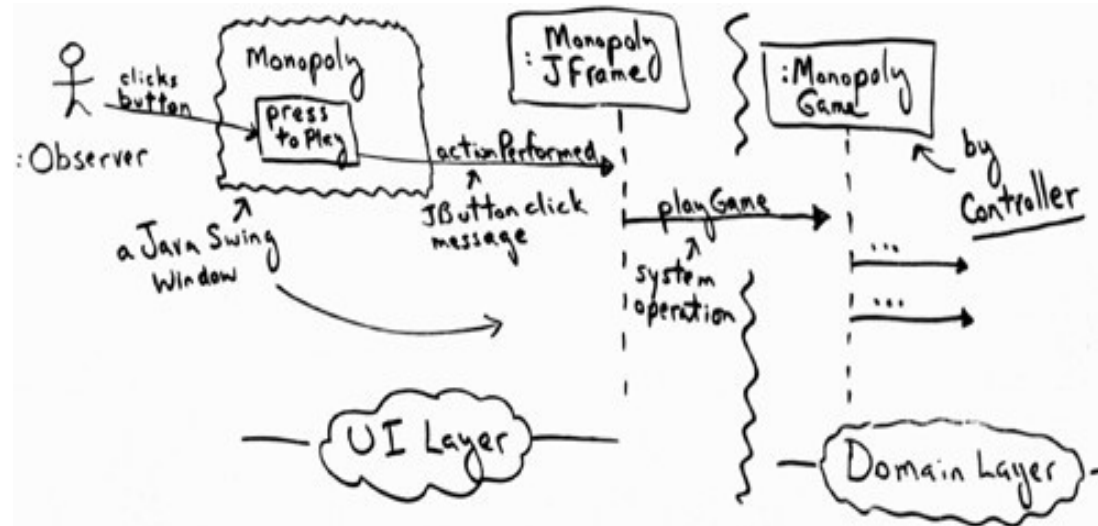 clicks
button
:Observer
Monopoly
press
to Play
a Java Swing
Window
actionPerformed
JButton click
message
Monopoly
: JFrame
playGame
system
operation
:Monopoly
Game
by
Controller
...
...
UI Layer
Domain Layer